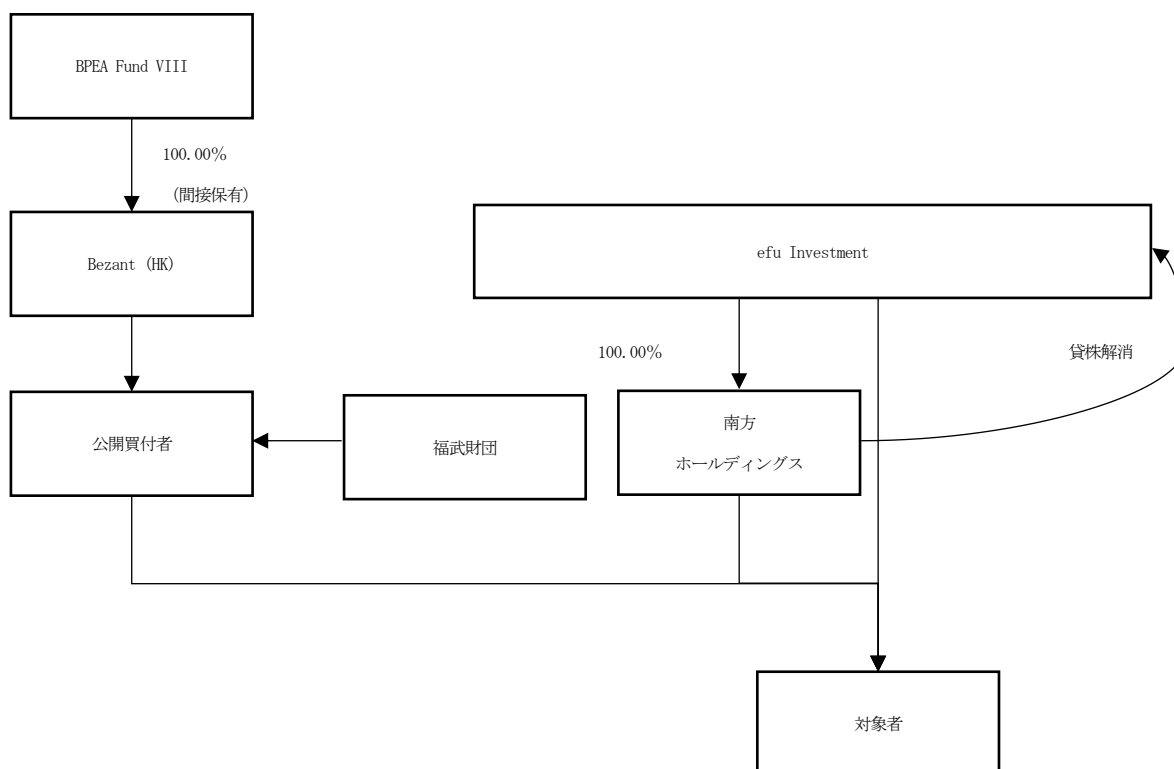 BPEA Fund VIII
100.00%
(間接保有)
Bezant (HK)
efu Investment
100.00%
貸株解消
公開買付者
福武財団
南方
ホールディングス
対象者